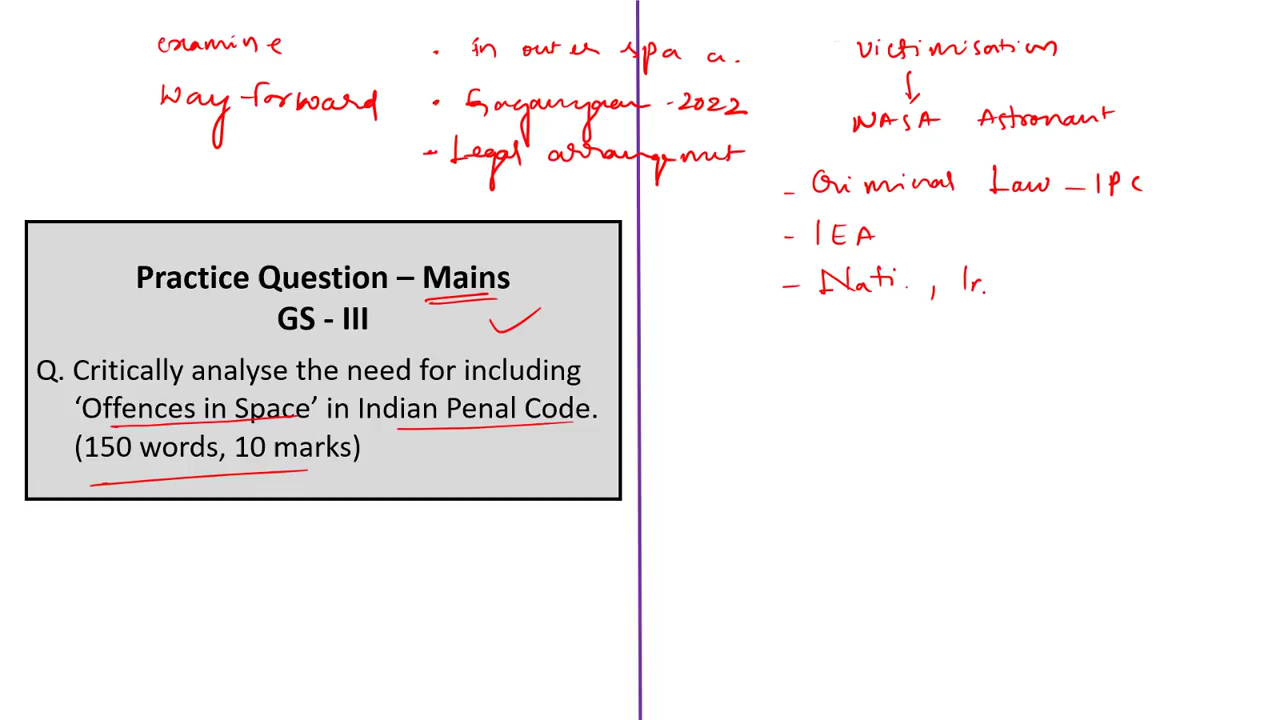 examine
way-forward
. in outer space.
. Gaganyaan - 2022
- Legal arrangement
Practice Question – Mains
GS - III
Q. Critically analyse the need for including
‘Offences in Space’ in Indian Penal Code.
(150 words, 10 marks)
victimisation
NASA Astronaut
- Criminal Law – IPC
- IEA
- Nati. , Ir.